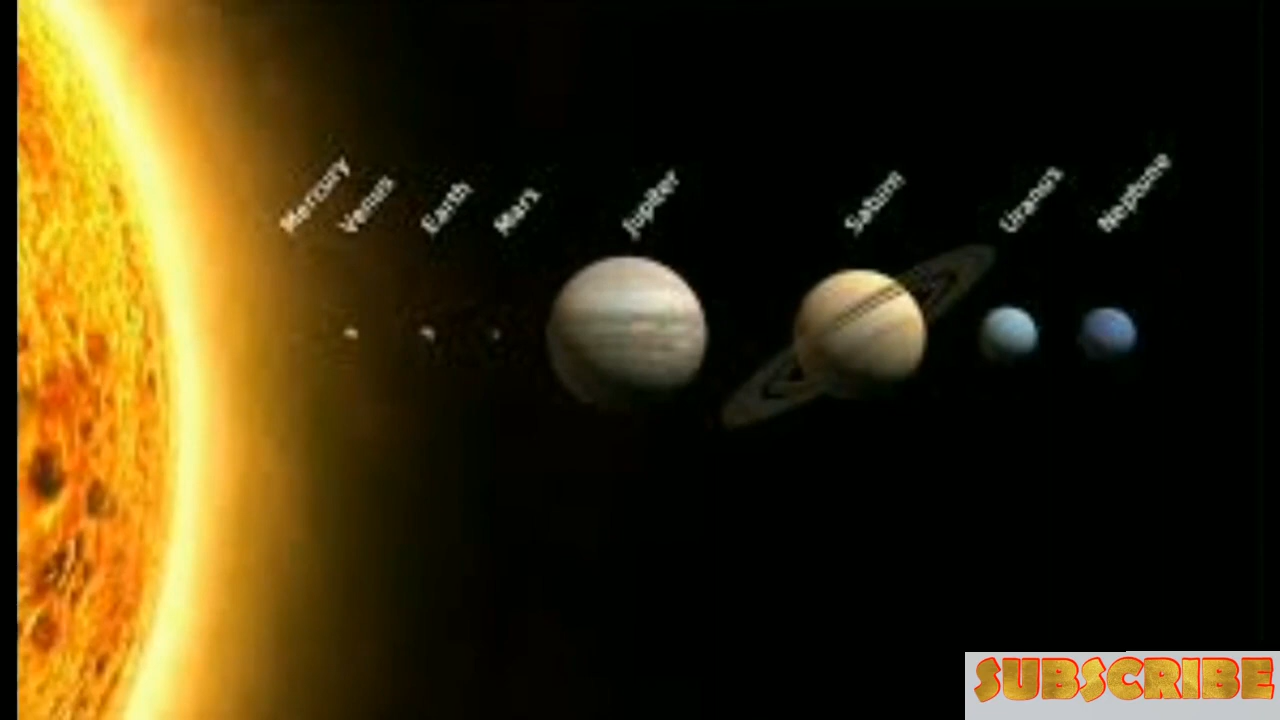 Mercury
Venus
Earth
Mars
Jupiter
Saturn
Uranus
Neptune
SUBSCRIBE